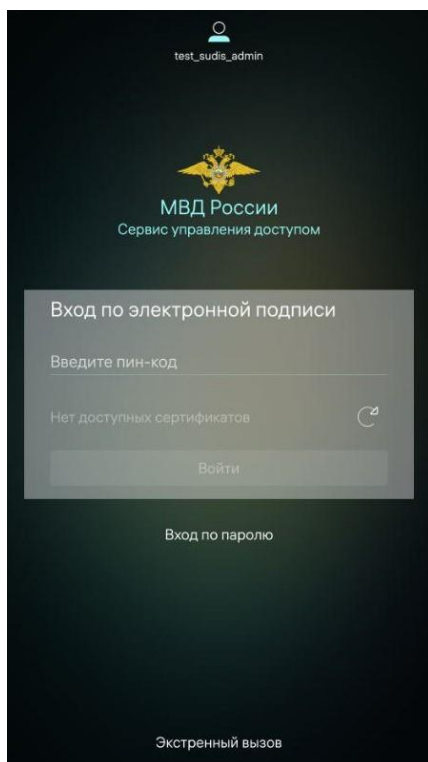 test_sudis_admin
МВД России
Сервис управления доступом
Вход по электронной подписи
Введите пин-код
Нет доступных сертификатов
Войти
Вход по паролю
Экстренный вызов